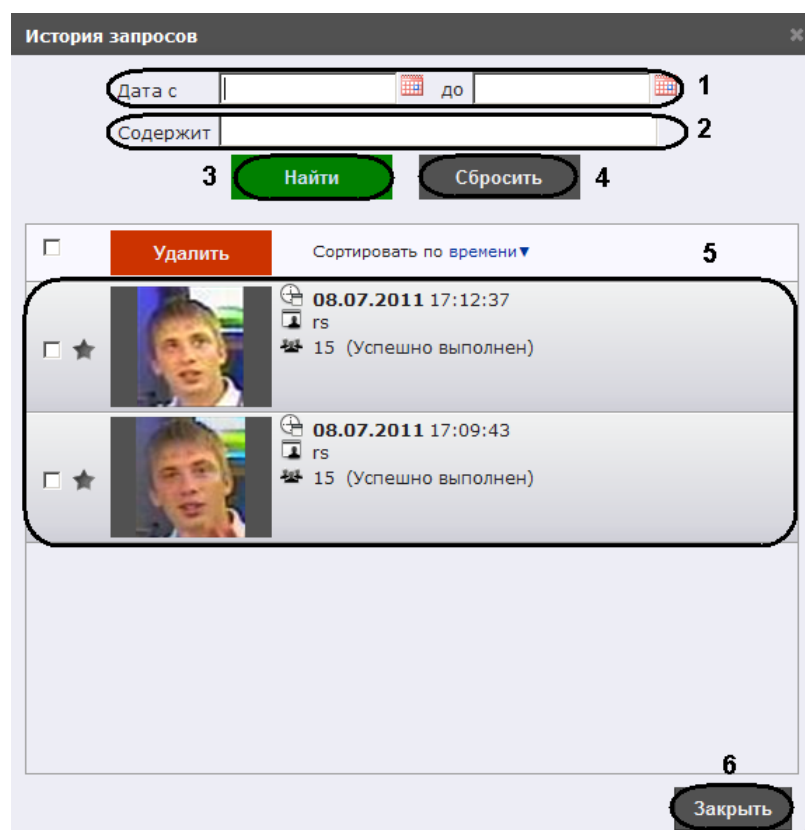 История запросов
Дата с до 1
Содержит 2
3 Найти Сбросить 4
Удалить Сортировать по времени▼ 5
08.07.2011 17:12:37
rs
15 (Успешно выполнен)
08.07.2011 17:09:43
rs
15 (Успешно выполнен)
6
Закрыть